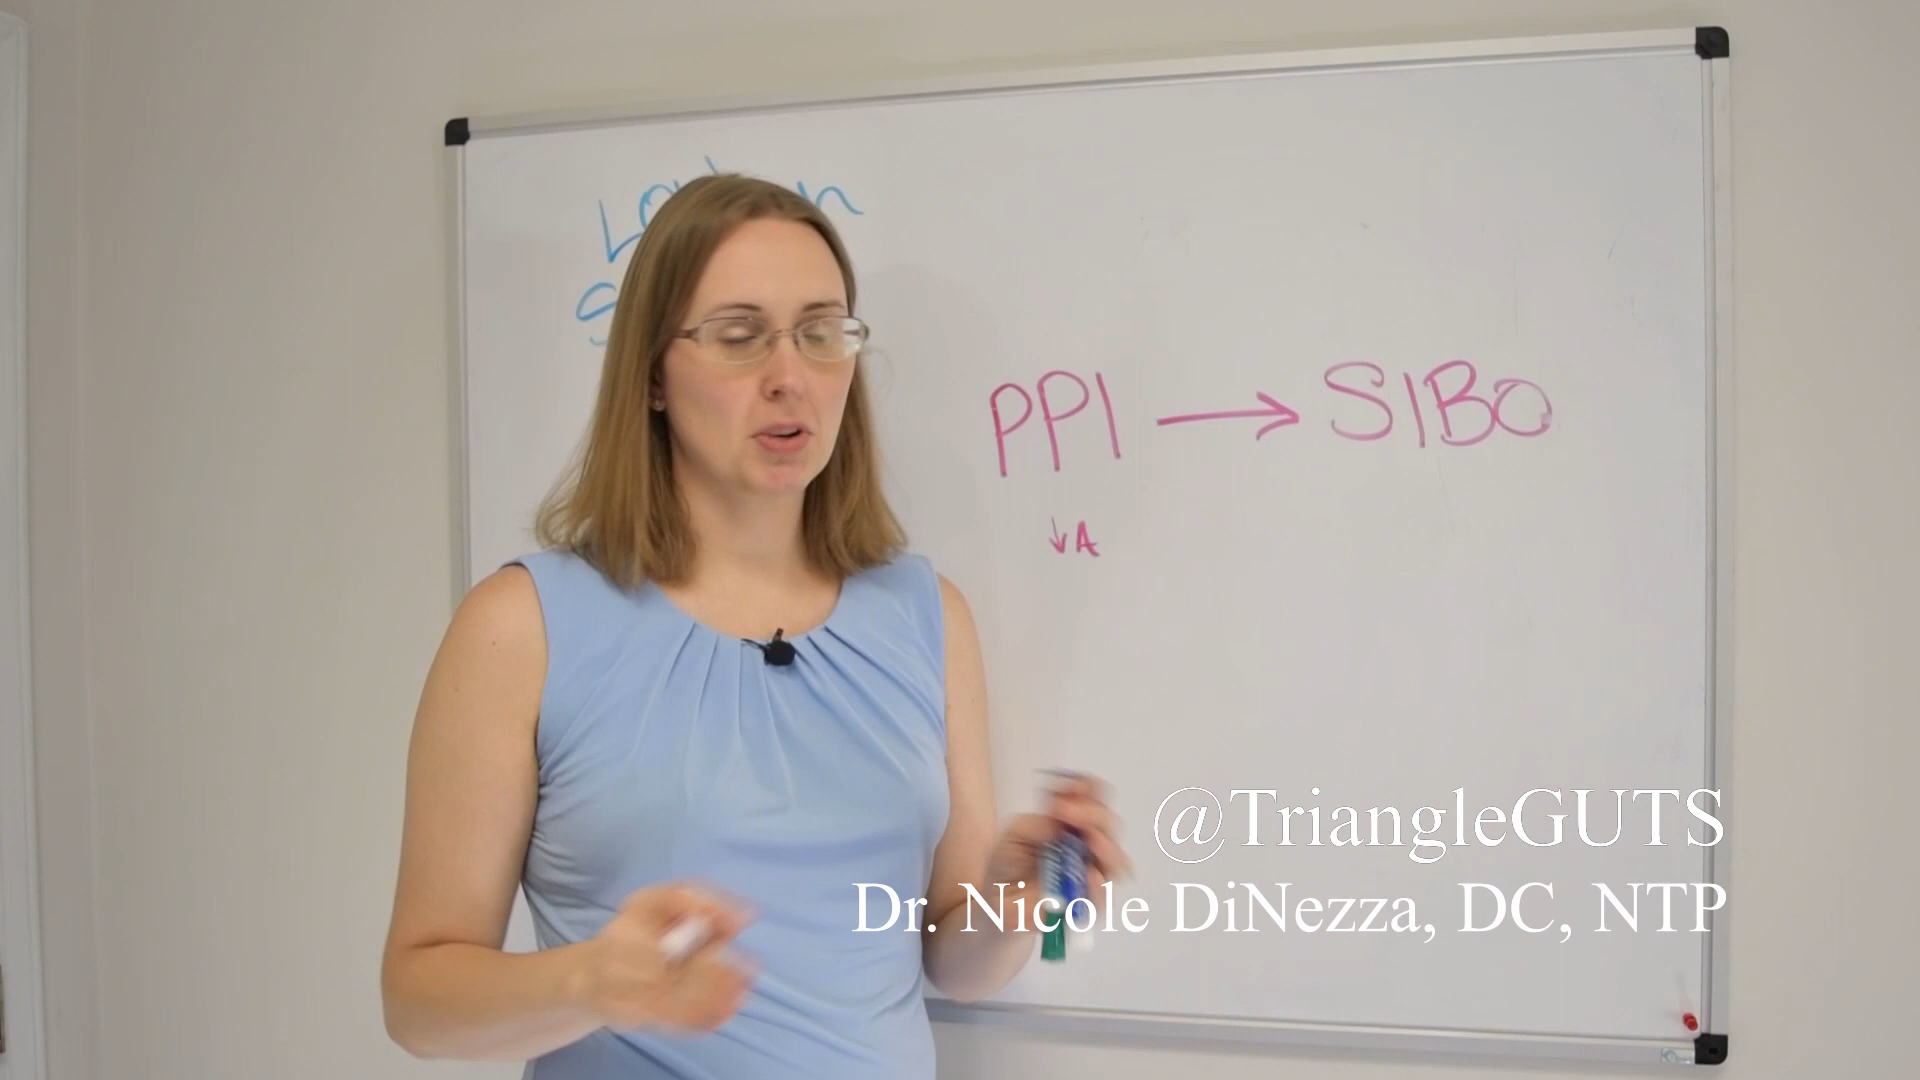 PPI → SIBO
↓A
@TriangleGUTS
Dr. Nicole DiNezza, DC, NTP